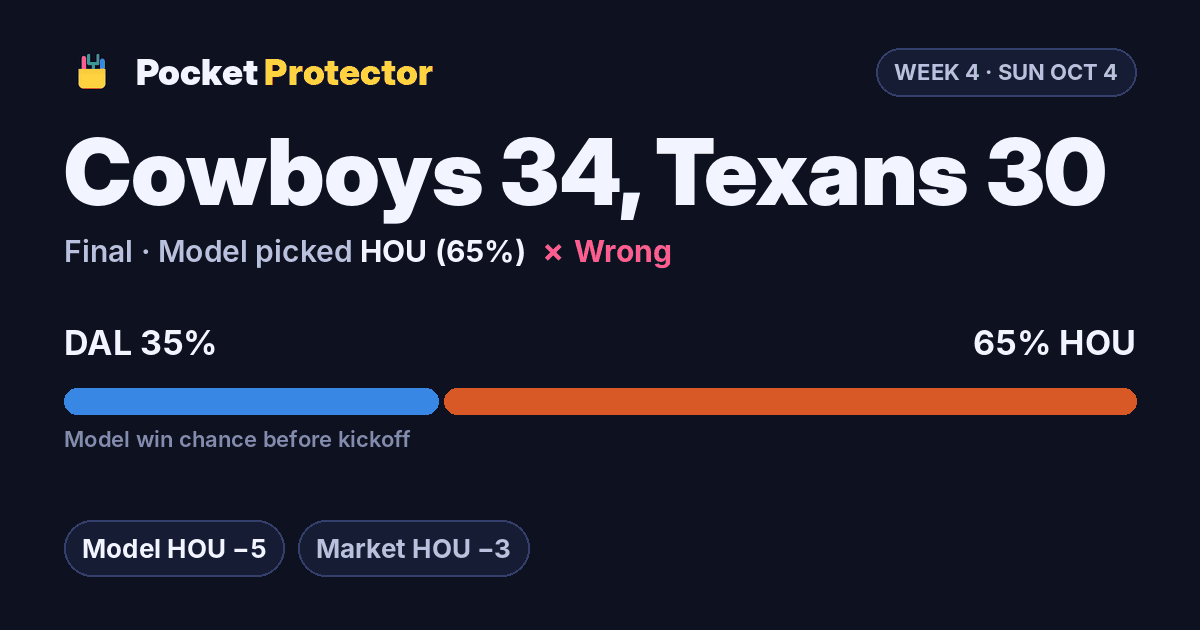 Pocket Protector
WEEK 4 · SUN OCT 4
Cowboys 34, Texans 30
Final · Model picked HOU (65%) × Wrong
DAL 35%
65% HOU
Model win chance before kickoff
Model HOU −5
Market HOU −3